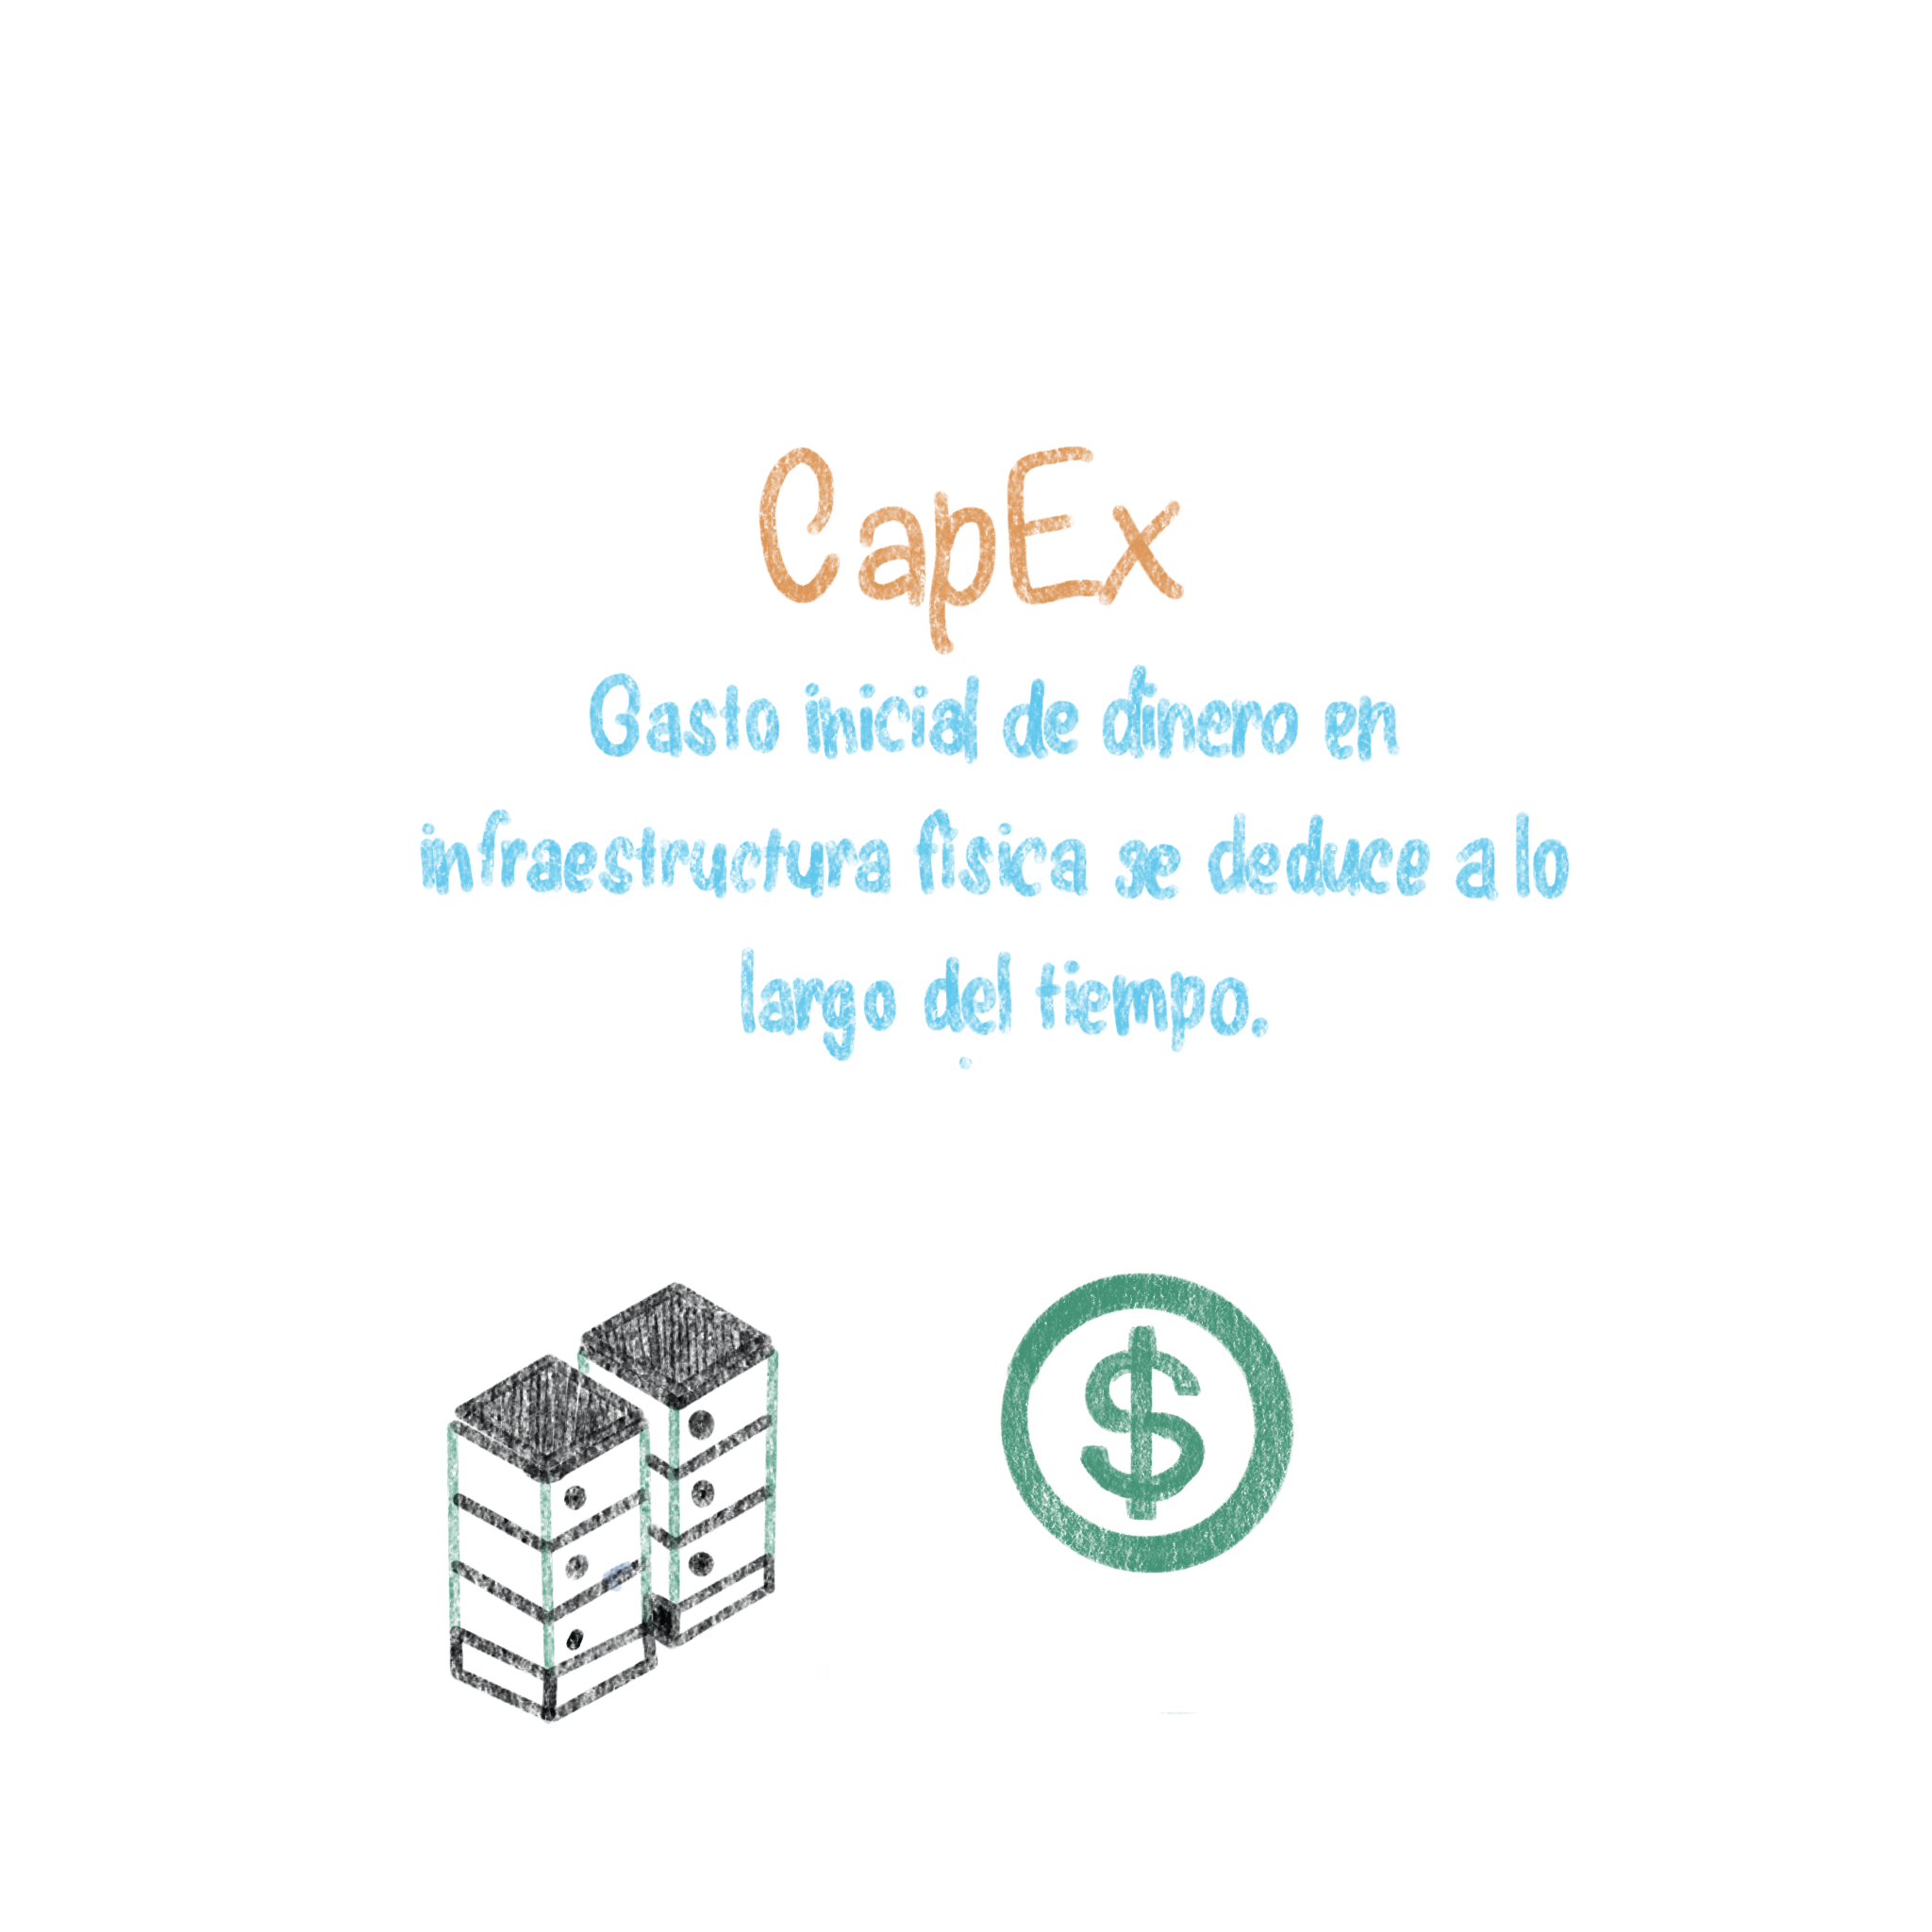 CapEx
Gasto inicial de dinero en
infraestructura física se deduce a lo
largo del tiempo.
$